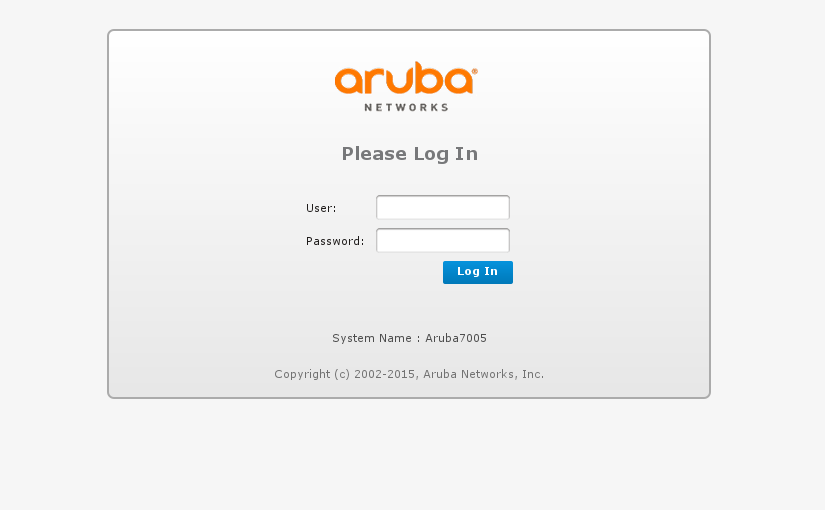 aruba®
NETWORKS
Please Log In
User:
Password:
Log In
System Name : Aruba7005
Copyright (c) 2002-2015, Aruba Networks, Inc.